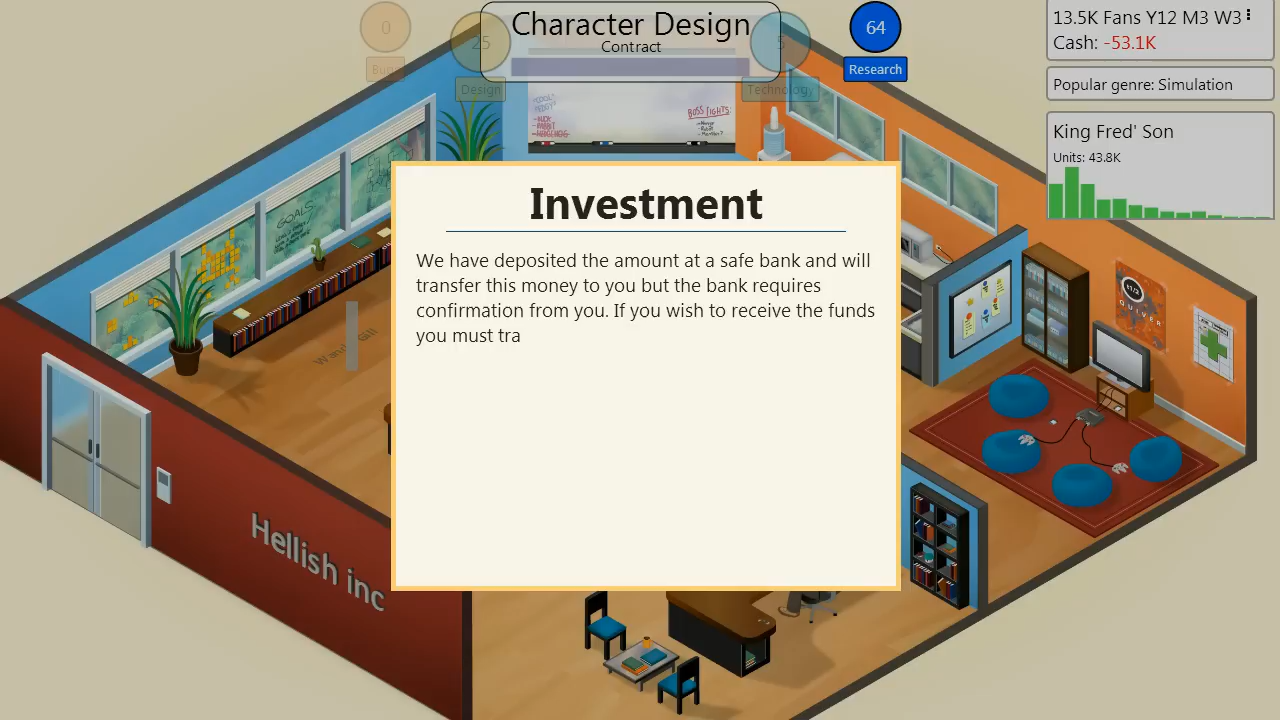 0
25
Character Design
Contract
5
64
13.5K Fans Y12 M3 W3
Cash: -53.1K
Bugs
Design
Technology
Research
Popular genre: Simulation
King Fred' Son
Units: 43.8K
BOSS FIGHTS:
GOALS
Investment
We have deposited the amount at a safe bank and will
transfer this money to you but the bank requires
confirmation from you. If you wish to receive the funds
you must tra
QUIVER
Hellish inc